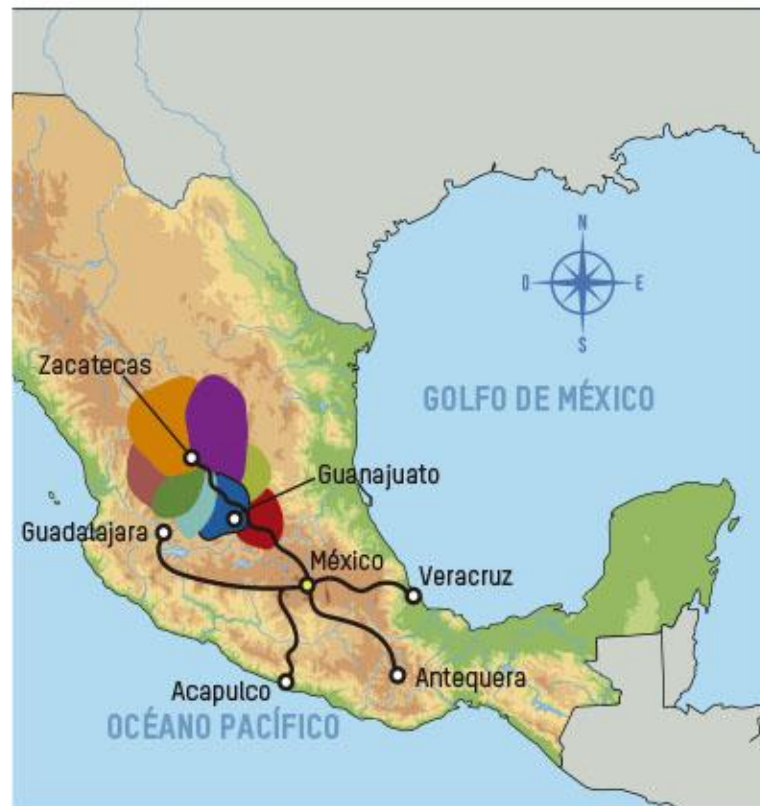 N
O E
S
Zacatecas
GOLFO DE MÉXICO
Guanajuato
Guadalajara
México
Veracruz
Antequera
Acapulco
OCÉANO PACÍFICO